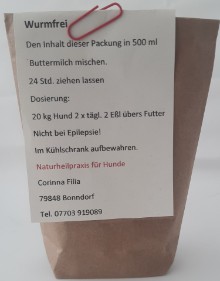 Wurmfrei
Den Inhalt dieser Packung in 500 ml
Buttermilch mischen.
24 Std. ziehen lassen
Dosierung:
20 kg Hund 2 x tägl. 2 Eßl übers Futter
Nicht bei Epilepsie!
Im Kühlschrank aufbewahren.
Naturheilpraxis für Hunde
Corinna Filia
79848 Bonndorf
Tel. 07703 919089